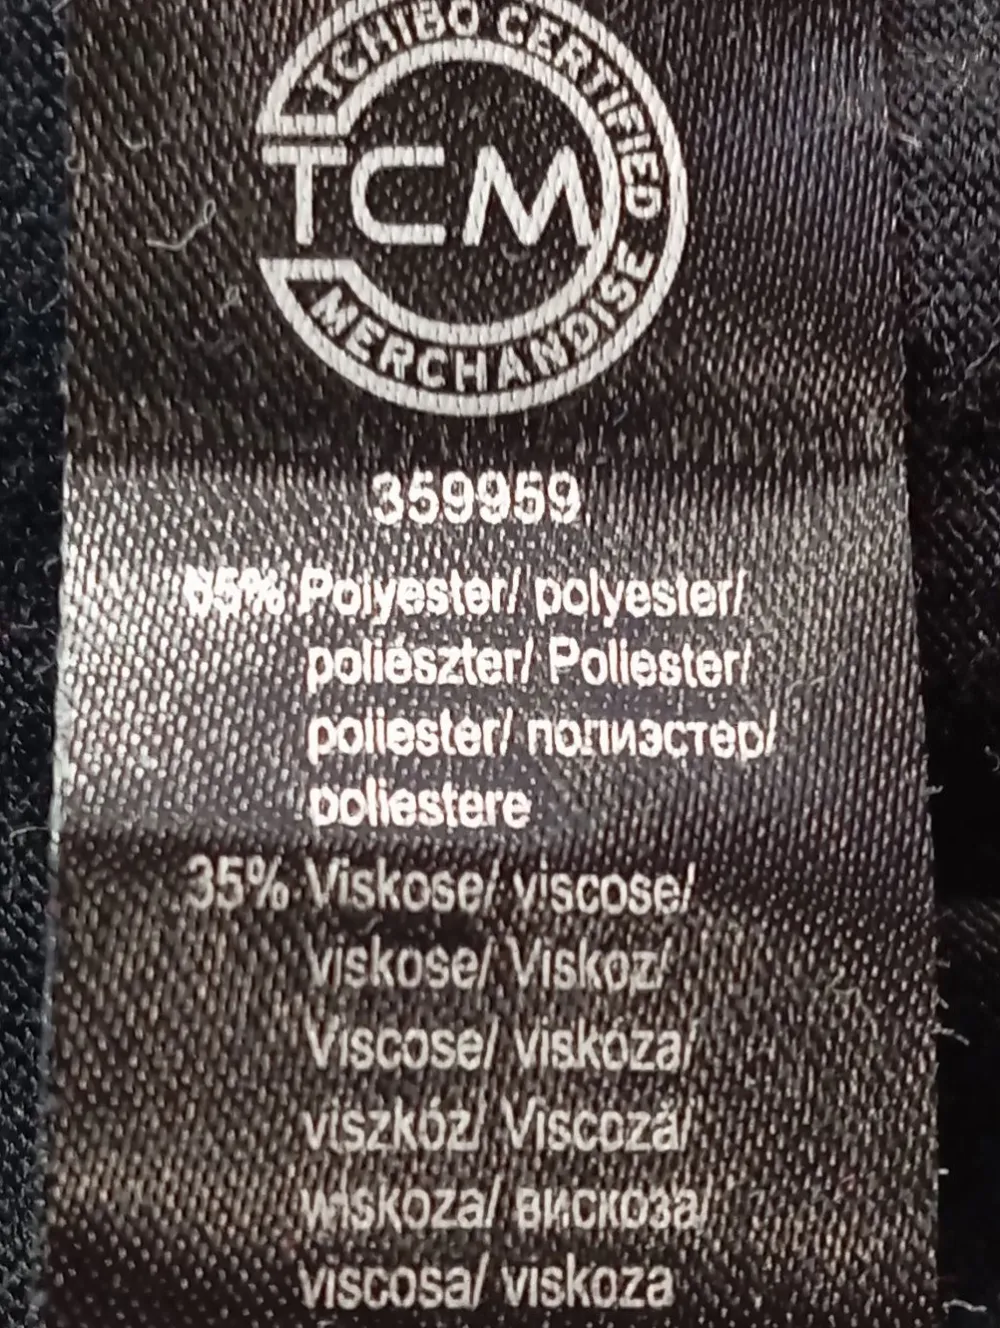 TCHIBO CERTIFIED
TCM
MERCHANDISE
359959
65% Polyester/ polyester/
poliészter/ Poliester/
poliester/ полиэстер/
poliestere
35% Viskose/ viscose/
viskose/ Viskoz/
Viscose/ viskóza/
viszkóz/ Viscoză/
wiskoza/ вискоза/
viscosa/ viskoza